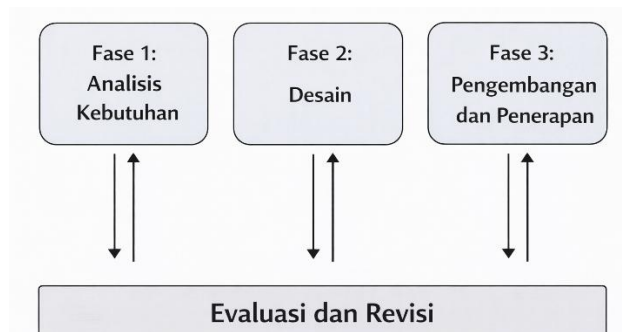 Fase 1:
Analisis
Kebutuhan
Fase 2:
Desain
Fase 3:
Pengembangan
dan Penerapan
Evaluasi dan Revisi